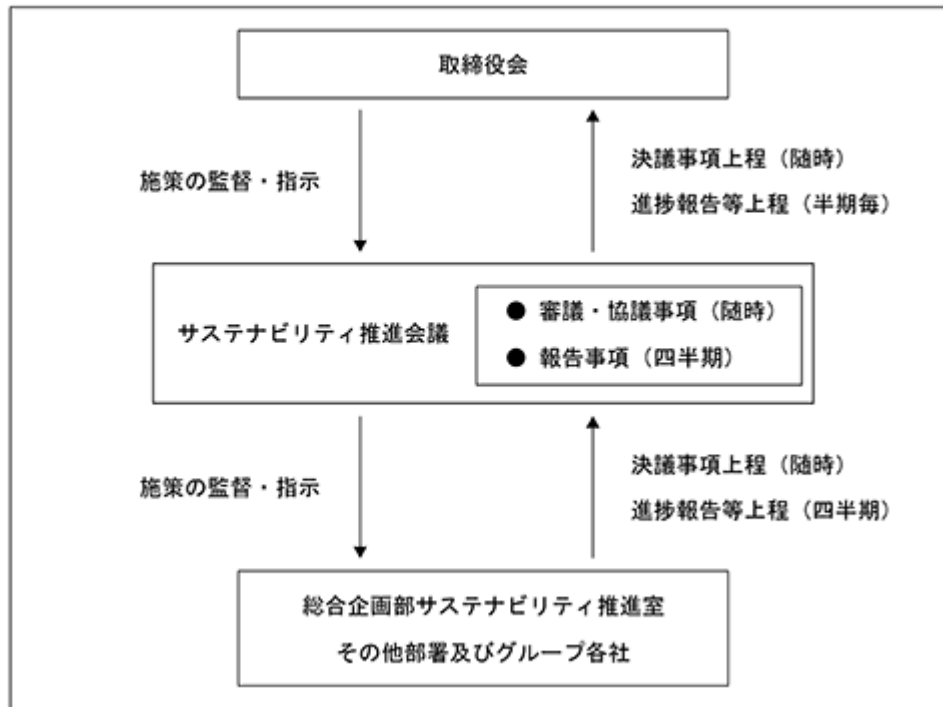 取締役会
施策の監督・指示
決議事項上程（随時）
進捗報告等上程（半期毎）
サステナビリティ推進会議
● 審議・協議事項（随時）
● 報告事項（四半期）
施策の監督・指示
決議事項上程（随時）
進捗報告等上程（四半期）
総合企画部サステナビリティ推進室
その他部署及びグループ各社